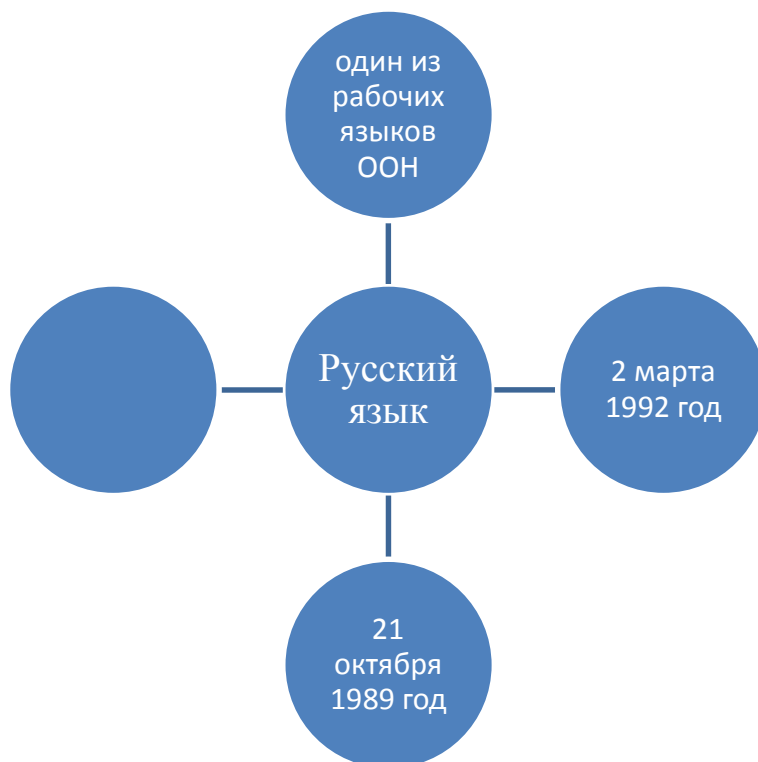 один из
рабочих
языков
ООН
Русский
язык
2 марта
1992 год
21
октября
1989 год